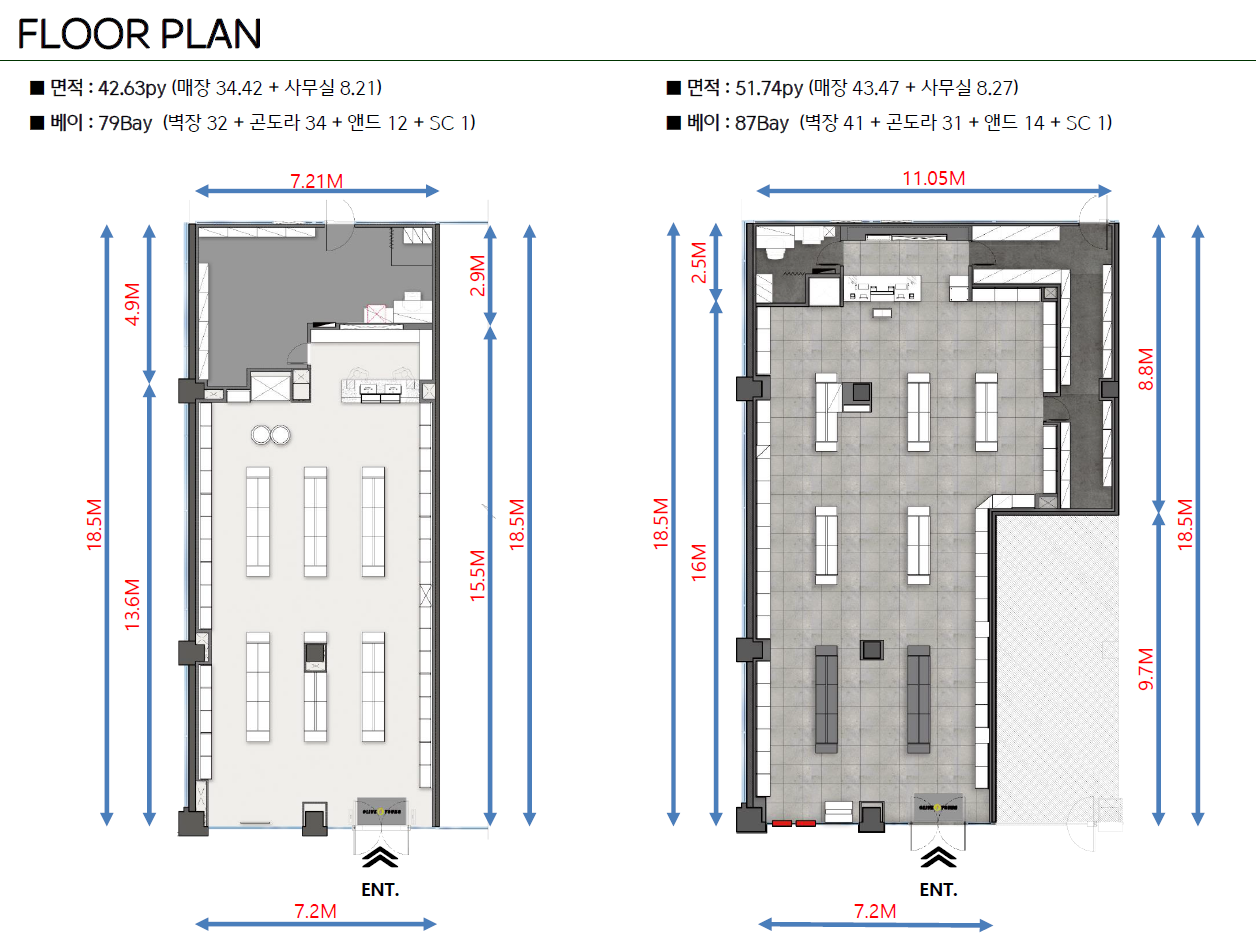 FLOOR PLAN
■ 면적 : 42.63py (매장 34.42 + 사무실 8.21)
■ 베이 : 79Bay (벽장 32 + 곤도라 34 + 앤드 12 + SC 1)
■ 면적 : 51.74py (매장 43.47 + 사무실 8.27)
■ 베이 : 87Bay (벽장 41 + 곤도라 31 + 앤드 14 + SC 1)
7.21M
4.9M
2.9M
18.5M
13.6M
15.5M
18.5M
OLIVE YOUNG
ENT.
7.2M
11.05M
2.5M
8.8M
18.5M
16M
18.5M
9.7M
OLIVE YOUNG
ENT.
7.2M